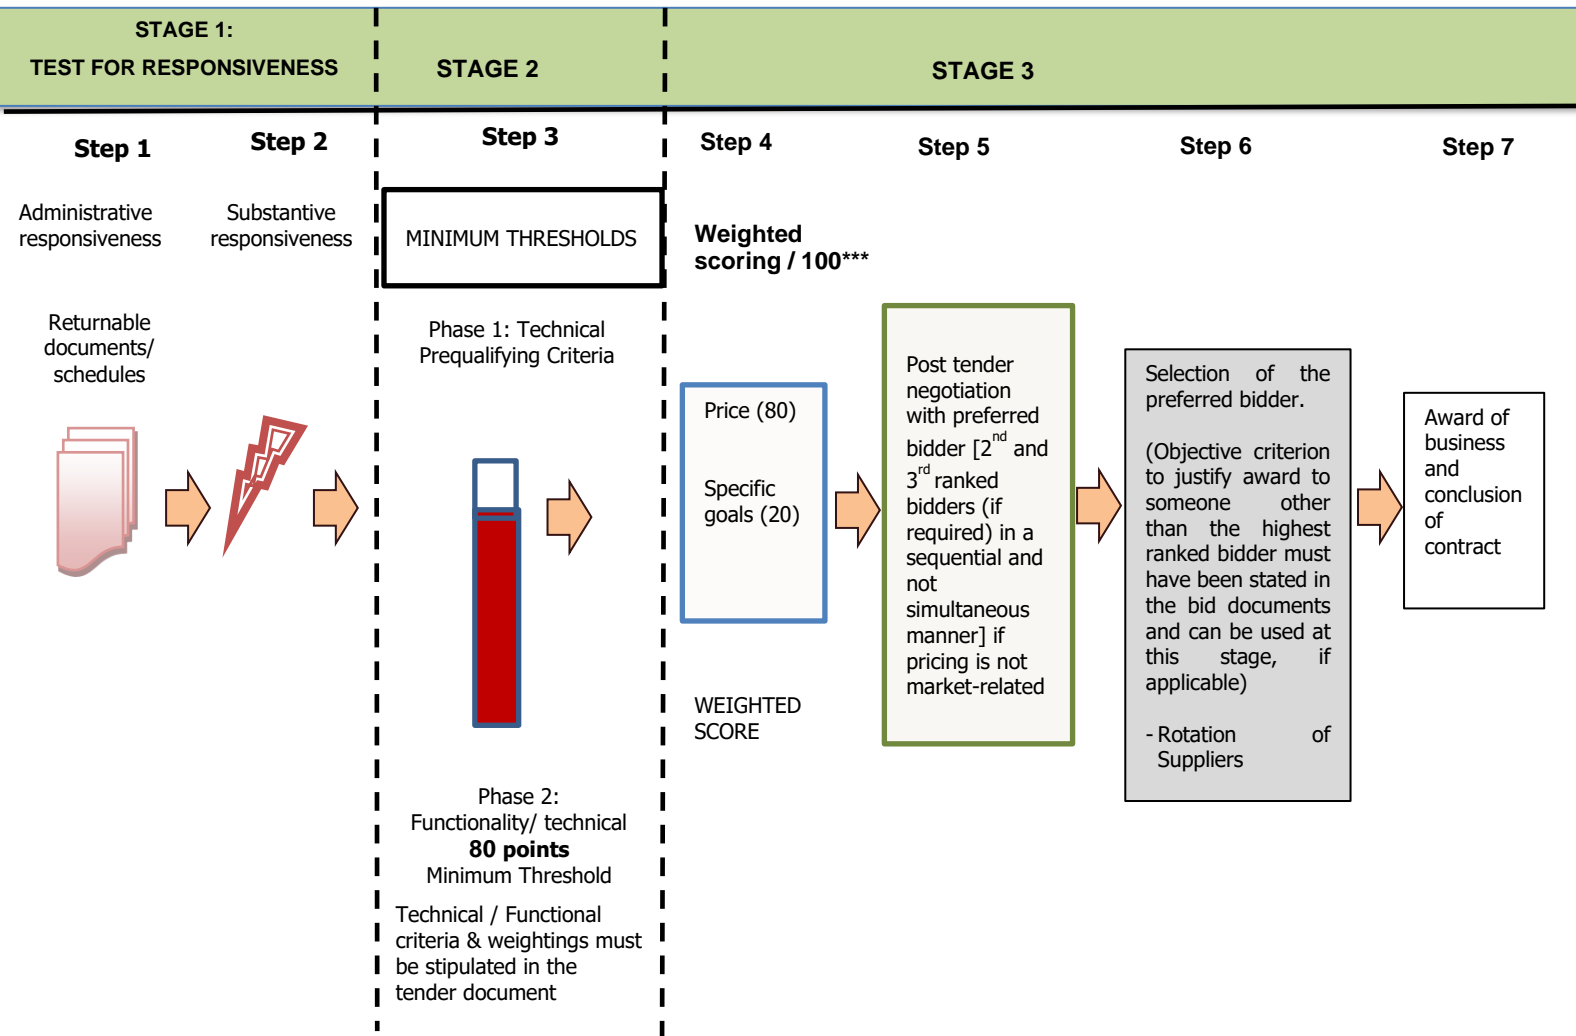 STAGE 1:
TEST FOR RESPONSIVENESS
STAGE 2
STAGE 3
Step 1
Step 2
Step 3
Step 4
Step 5
Step 6
Step 7
Administrative
responsiveness
Returnable
documents/
schedules
Substantive
responsiveness
MINIMUM THRESHOLDS
Phase 1: Technical
Prequalifying Criteria
Phase 2:
Functionality/ technical
80 points
Minimum Threshold
Technical / Functional
criteria & weightings must
be stipulated in the
tender document
Weighted
scoring / 100***
Price (80)
Specific
goals (20)
WEIGHTED
SCORE
Post tender
negotiation
with preferred
bidder [2nd and
3rd ranked
bidders (if
required) in a
sequential and
not
simultaneous
manner] if
pricing is not
market-related
Selection of the
preferred bidder.
(Objective criterion
to justify award to
someone other
than the highest
ranked bidder must
have been stated in
the bid documents
and can be used at
this stage, if
applicable)
- Rotation of
Suppliers
Award of
business
and
conclusion
of
contract